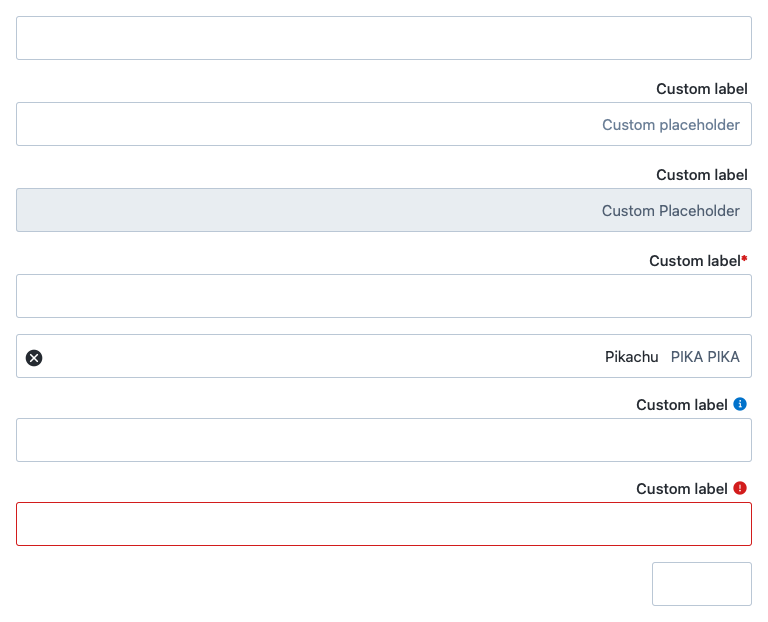 Custom label
Custom placeholder
Custom label
Custom Placeholder
Custom label*
Pikachu PIKA PIKA
Custom label
Custom label